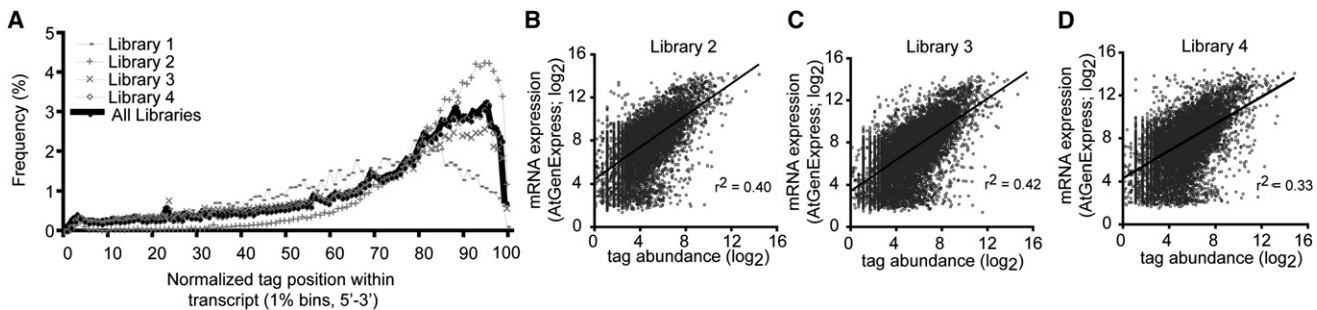 A
Frequency (%)
5
4
3
2
1
0
Library 1
Library 2
Library 3
Library 4
All Libraries
0 10 20 30 40 50 60 70 80 90 100
Normalized tag position within
transcript (1% bins, 5'-3')
B
Library 2
mRNA expression
(AtGenExpress; log2)
16
12
8
4
0
r2 = 0.40
0 4 8 12 16
tag abundance (log2)
C
Library 3
mRNA expression
(AtGenExpress; log2)
16
12
8
4
0
r2 = 0.42
0 4 8 12 16
tag abundance (log2)
D
Library 4
mRNA expression
(AtGenExpress; log2)
16
12
8
4
0
r2 = 0.33
0 4 8 12 16
tag abundance (log2)